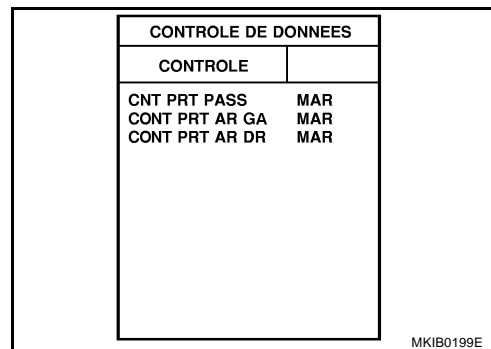 CONTROLE DE DONNEES
CONTROLE
CNT PRT PASS MAR
CONT PRT AR GA MAR
CONT PRT AR DR MAR
MKIB0199E